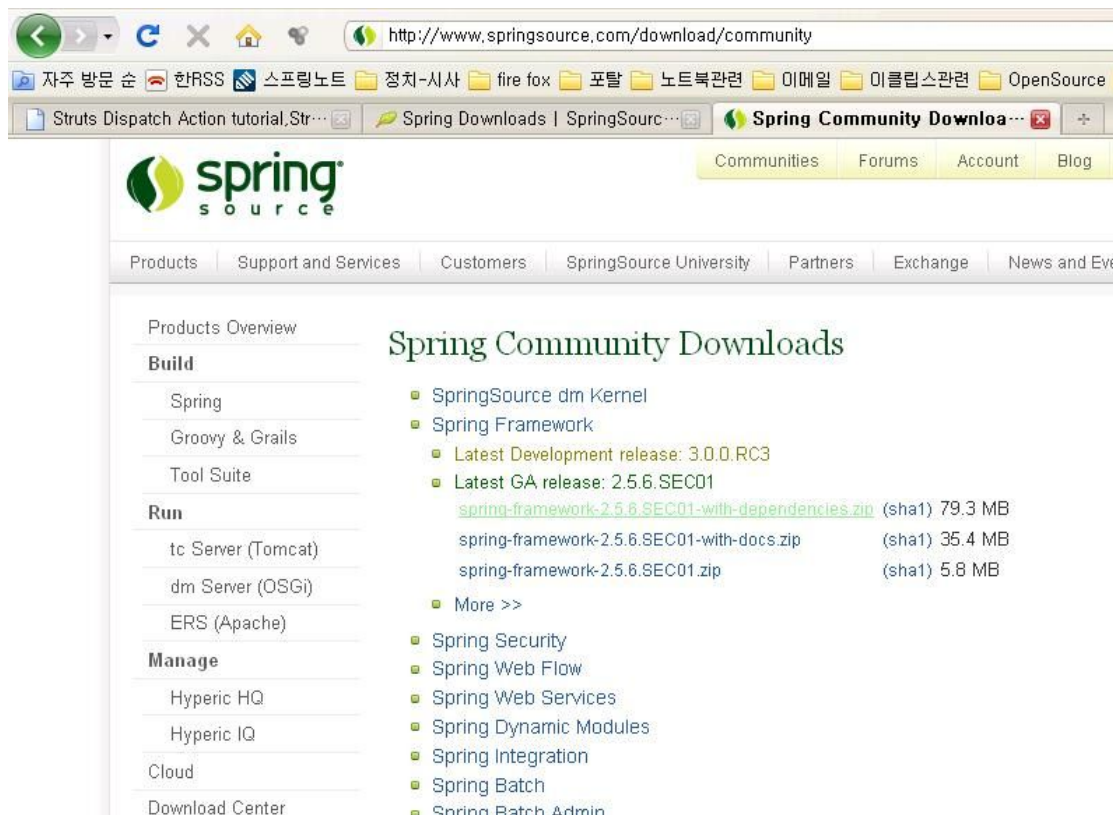 http://www.springsource.com/download/community
자주 방문 순 한RSS 스프링노트 정치-시사 fire fox 포탈 노트북관련 이메일 이클립스관련 OpenSource
Struts Dispatch Action tutorial,Str··· Spring Downloads | SpringSourc··· Spring Community Downloa···
spring
source
Communities Forums Account Blog
Products Support and Services Customers SpringSource University Partners Exchange News and Eve
Products Overview
Build
Spring
Groovy & Grails
Tool Suite
Run
tc Server (Tomcat)
dm Server (OSGi)
ERS (Apache)
Manage
Hyperic HQ
Hyperic IQ
Cloud
Download Center
Spring Community Downloads
SpringSource dm Kernel
Spring Framework
Latest Development release: 3.0.0.RC3
Latest GA release: 2.5.6.SEC01
spring-framework-2.5.6.SEC01-with-dependencies.zip (sha1) 79.3 MB
spring-framework-2.5.6.SEC01-with-docs.zip (sha1) 35.4 MB
spring-framework-2.5.6.SEC01.zip (sha1) 5.8 MB
More >>
Spring Security
Spring Web Flow
Spring Web Services
Spring Dynamic Modules
Spring Integration
Spring Batch
Spring Batch Admin